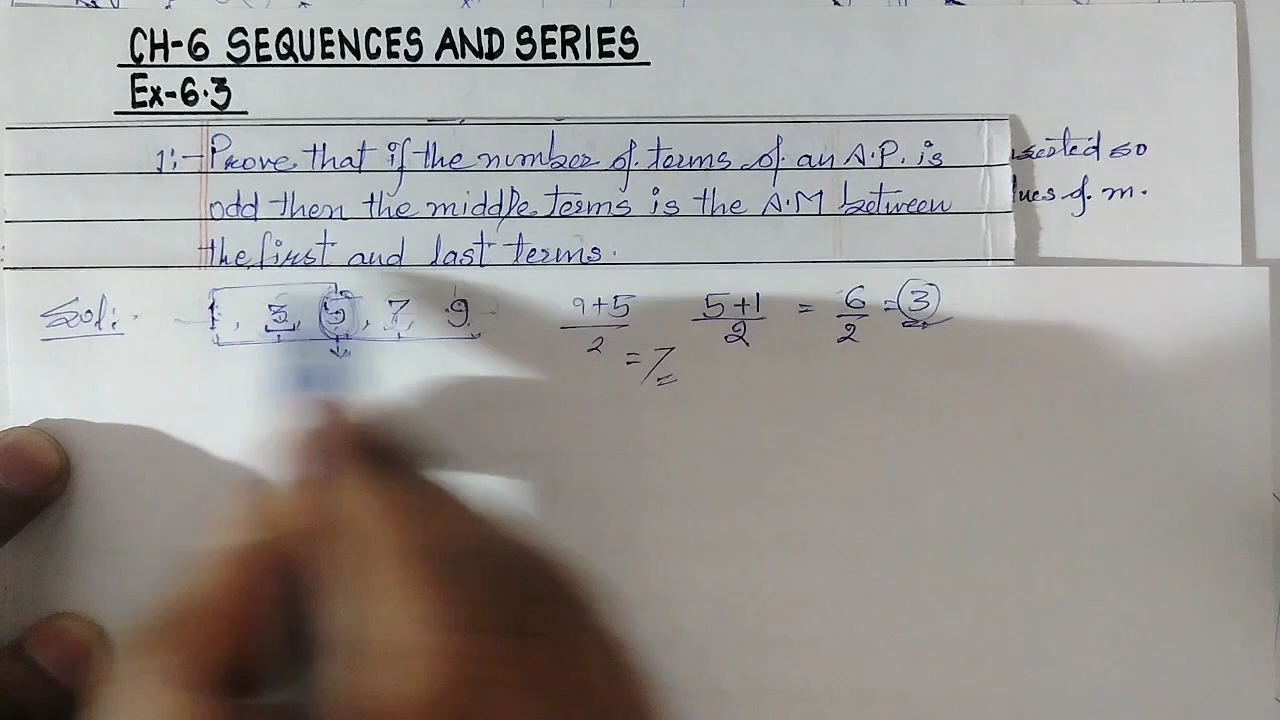 CH-6 SEQUENCES AND SERIES
Ex-6.3
1:- Prove that if the number of terms of an A.P. is
odd then the middle terms is the A.M between
the first and last terms.
so
of m.
Sol:- 1, 3, 5, 7 9 9+5/2 = 7 5+1/2 = 6/2 = 3